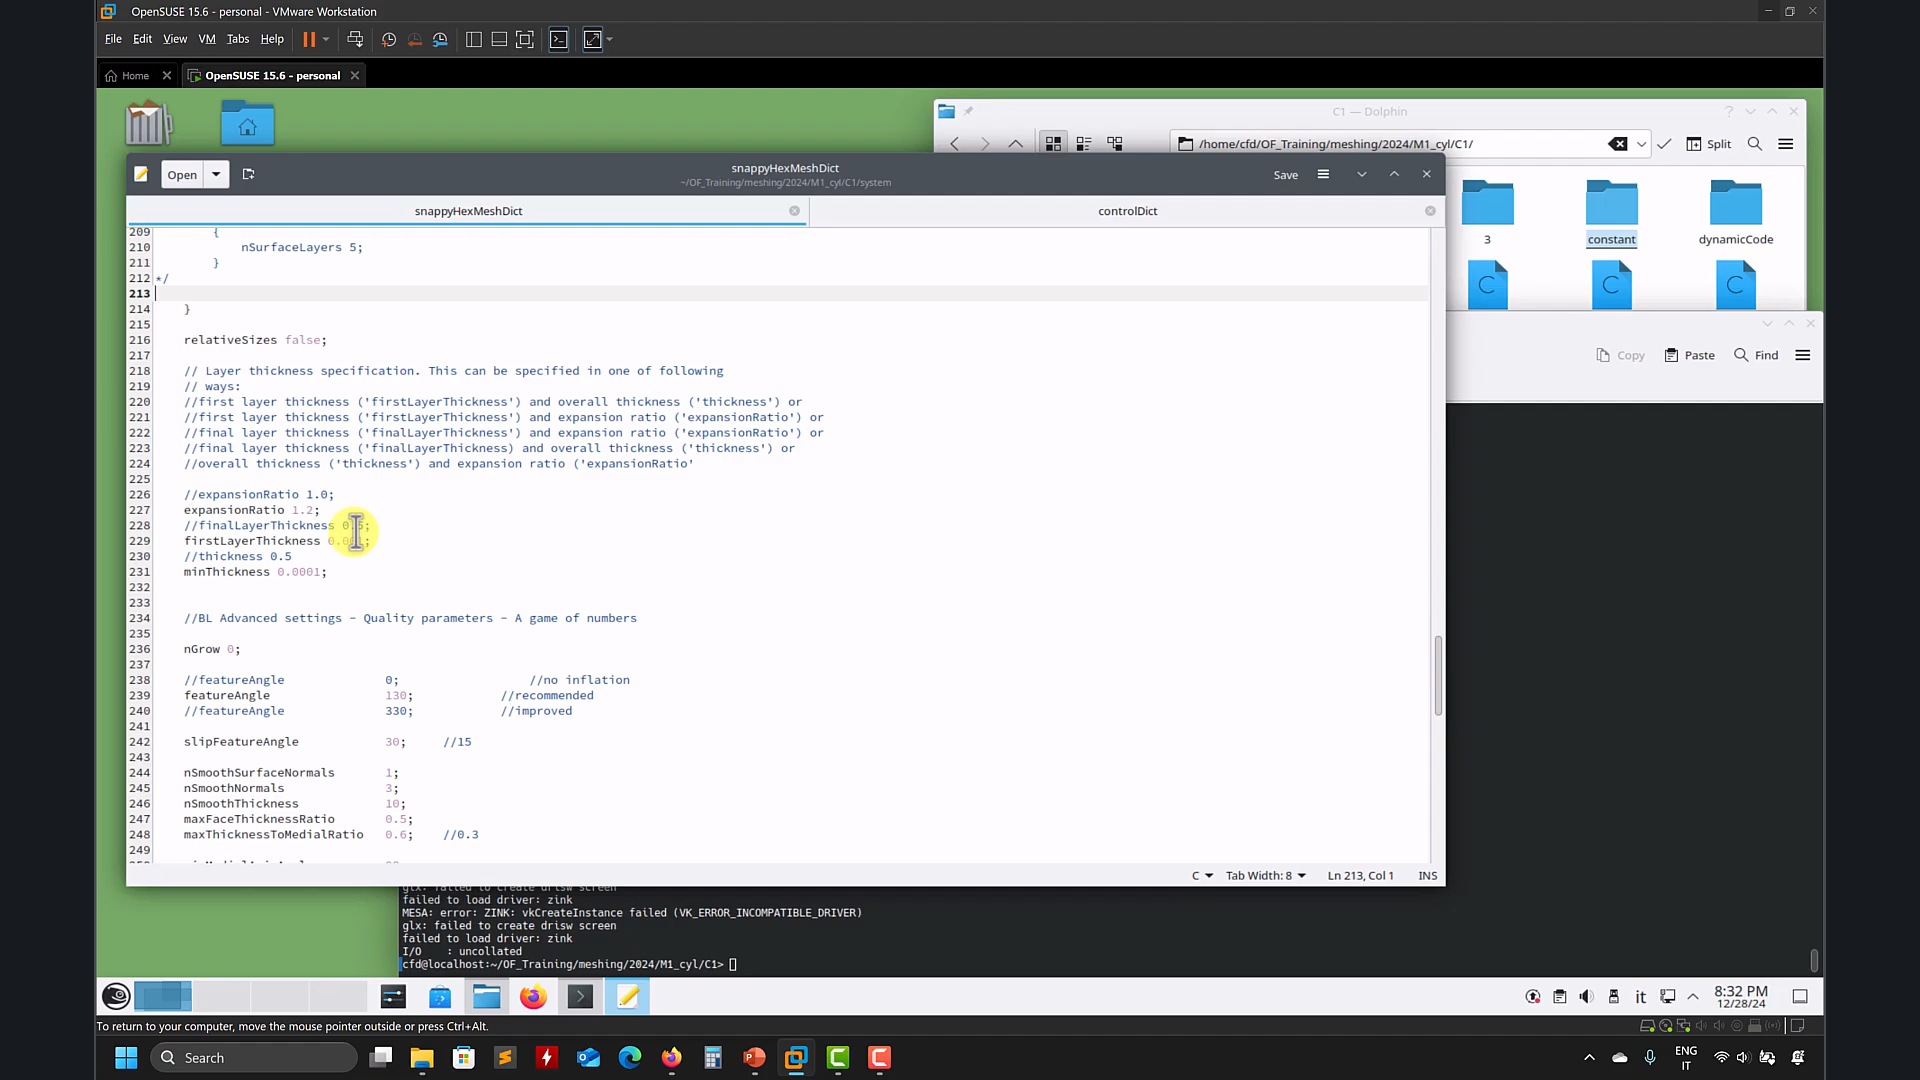 OpenSUSE 15.6 - personal - VMware Workstation
File Edit View VM Tabs Help
Home
OpenSUSE 15.6 - personal
C1 — Dolphin
/home/cfd/OF_Training/meshing/2024/M1_cyl/C1/
Split
3
constant
dynamicCode
Copy Paste Find
Open
snappyHexMeshDict
~/OF_Training/meshing/2024/M1_cyl/C1/system
Save
snappyHexMeshDict
controlDict
209 {
210 nSurfaceLayers 5;
211 }
212 */
213
214 }
215
216 relativeSizes false;
217
218 // Layer thickness specification. This can be specified in one of following
219 // ways:
220 //first layer thickness ('firstLayerThickness') and overall thickness ('thickness') or
221 //first layer thickness ('firstLayerThickness') and expansion ratio ('expansionRatio') or
222 //final layer thickness ('finalLayerThickness') and expansion ratio ('expansionRatio') or
223 //final layer thickness ('finalLayerThickness) and overall thickness ('thickness') or
224 //overall thickness ('thickness') and expansion ratio ('expansionRatio'
225
226 //expansionRatio 1.0;
227 expansionRatio 1.2;
228 //finalLayerThickness
229 firstLayerThickness
230 //thickness 0.5
231 minThickness 0.0001;
232
233
234 //BL Advanced settings - Quality parameters - A game of numbers
235
236 nGrow 0;
237
238 //featureAngle 0; //no inflation
239 featureAngle 130; //recommended
240 //featureAngle 330; //improved
241
242 slipFeatureAngle 30; //15
243
244 nSmoothSurfaceNormals 1;
245 nSmoothNormals 3;
246 nSmoothThickness 10;
247 maxFaceThicknessRatio 0.5;
248 maxThicknessToMedialRatio 0.6; //0.3
249
C Tab Width: 8 Ln 213, Col 1 INS
glx: failed to create drisw screen
failed to load driver: zink
MESA: error: ZINK: vkCreateInstance failed (VK_ERROR_INCOMPATIBLE_DRIVER)
glx: failed to create drisw screen
failed to load driver: zink
I/O : uncollated
cfd@localhost:~/OF_Training/meshing/2024/M1_cyl/C1>
it
8:32 PM
12/28/24
To return to your computer, move the mouse pointer outside or press Ctrl+Alt.
Search
ENG
IT